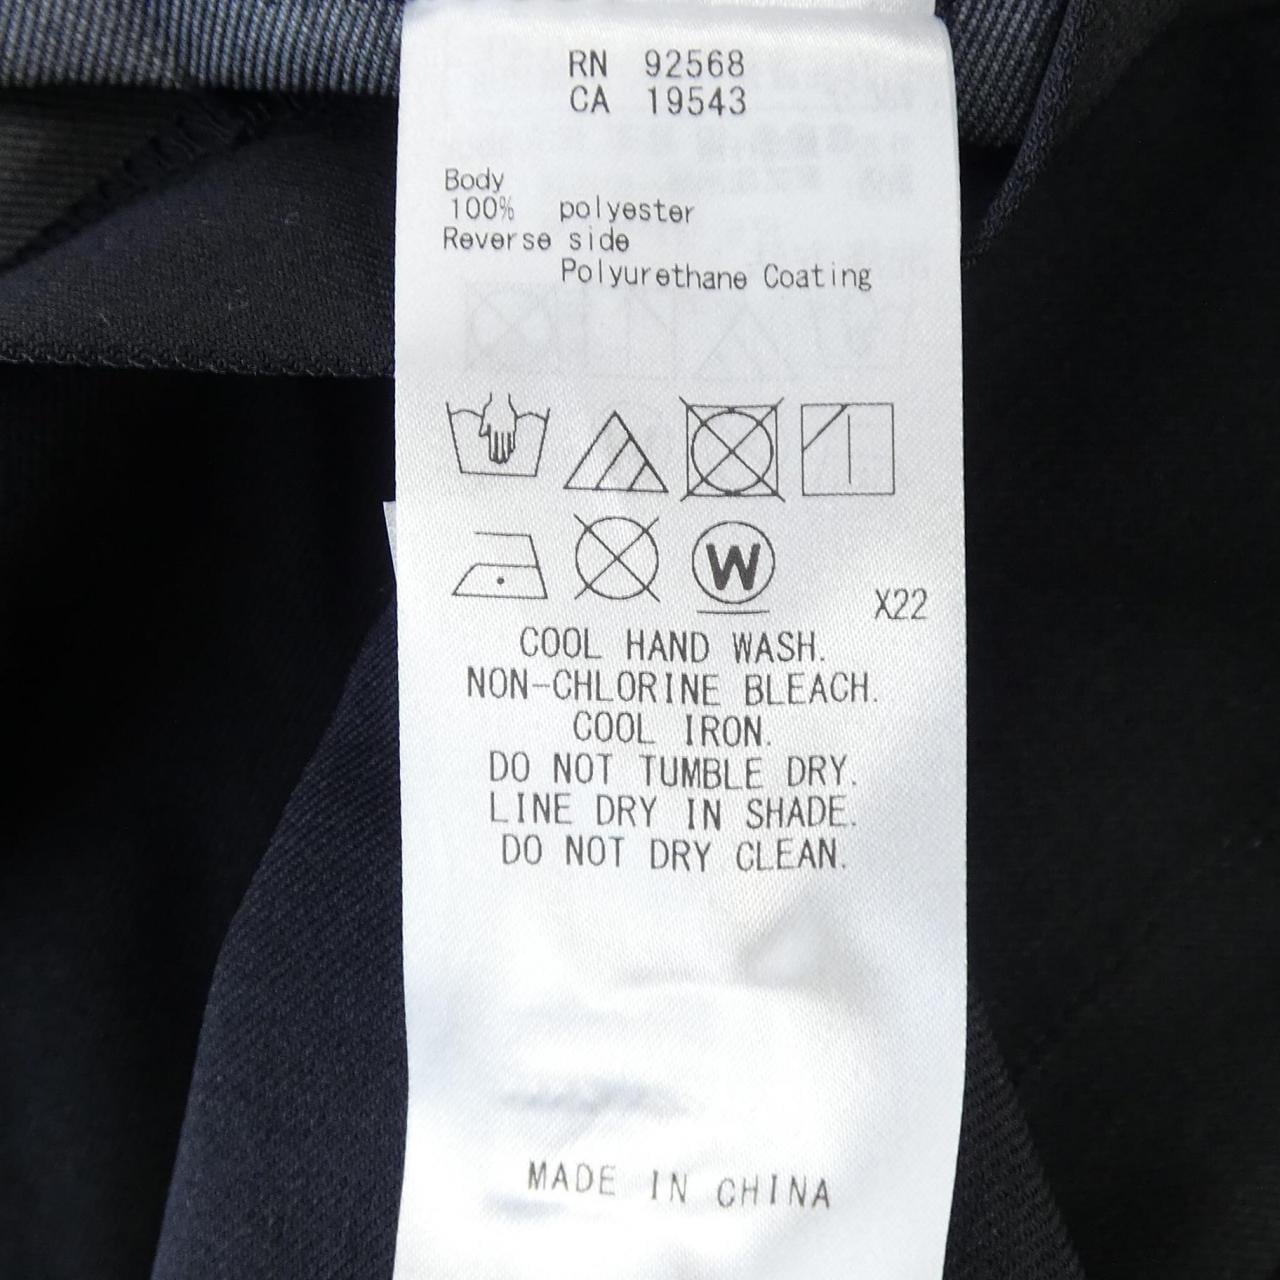 RN 92568
CA 19543
Body
100% polyester
Reverse side
Polyurethane Coating
W
X22
COOL HAND WASH.
NON-CHLORINE BLEACH.
COOL IRON.
DO NOT TUMBLE DRY.
LINE DRY IN SHADE.
DO NOT DRY CLEAN.
MADE IN CHINA